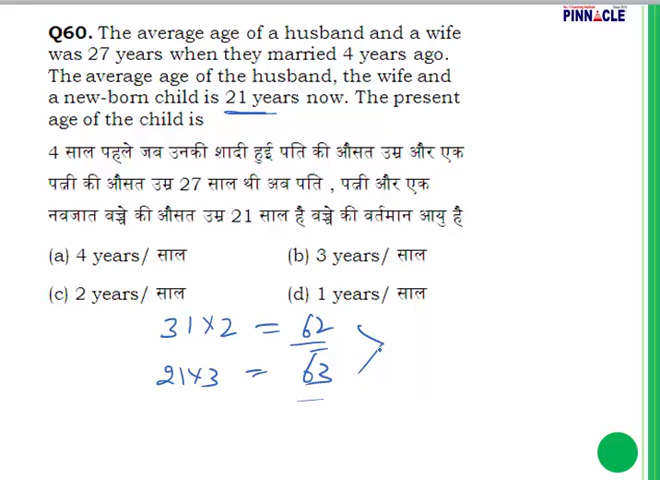 PINNACLE
Q60. The average age of a husband and a wife
was 27 years when they married 4 years ago.
The average age of the husband, the wife and
a new-born child is 21 years now. The present
age of the child is
4 साल पहले जब उनकी शादी हुई पति की औसत उम्र और एक
पत्नी की औसत उम्र 27 साल थी अब पति , पत्नी और एक
नवजात बच्चे की औसत उम्र 21 साल है बच्चे की वर्तमान आयु है
(a) 4 years/ साल (b) 3 years/ साल
(c) 2 years/ साल (d) 1 years/ साल
31×2 = 62
21×3 = 63